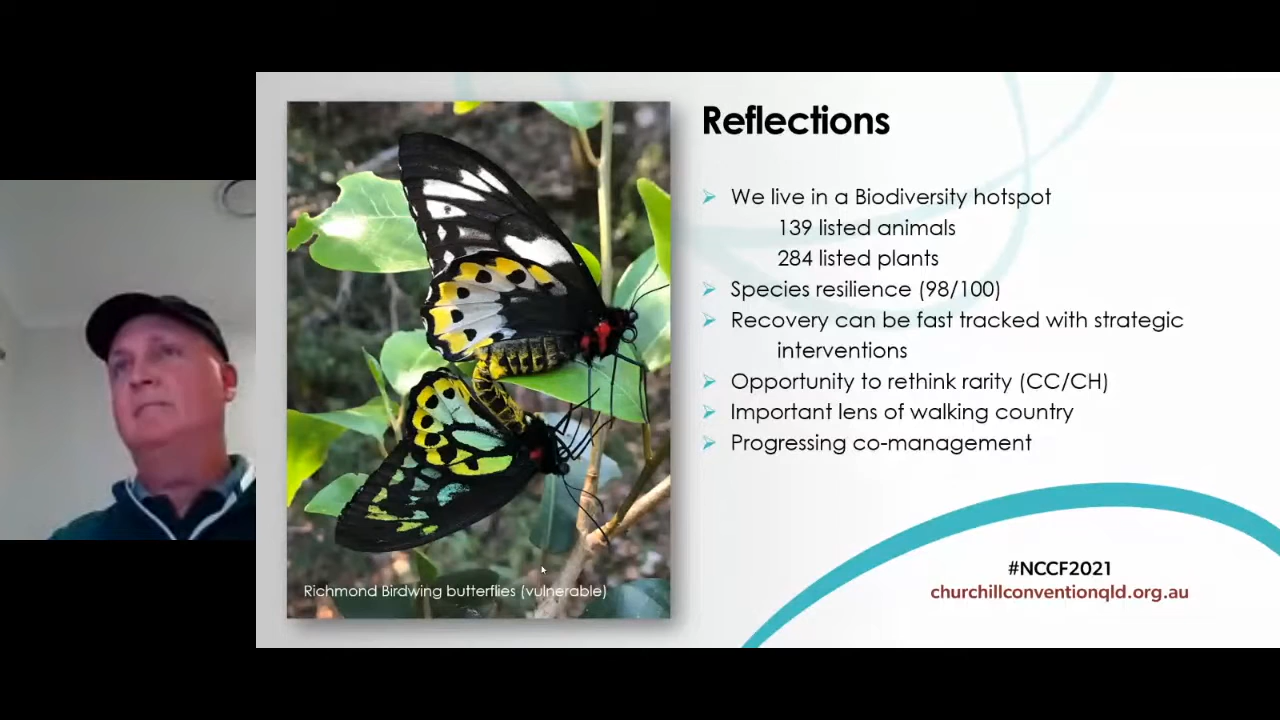 Reflections
We live in a Biodiversity hotspot
139 listed animals
284 listed plants
Species resilience (98/100)
Recovery can be fast tracked with strategic
interventions
Opportunity to rethink rarity (CC/CH)
Important lens of walking country
Progressing co-management
Richmond Birdwing butterflies (vulnerable)
#NCCF2021
churchillconventionqld.org.au